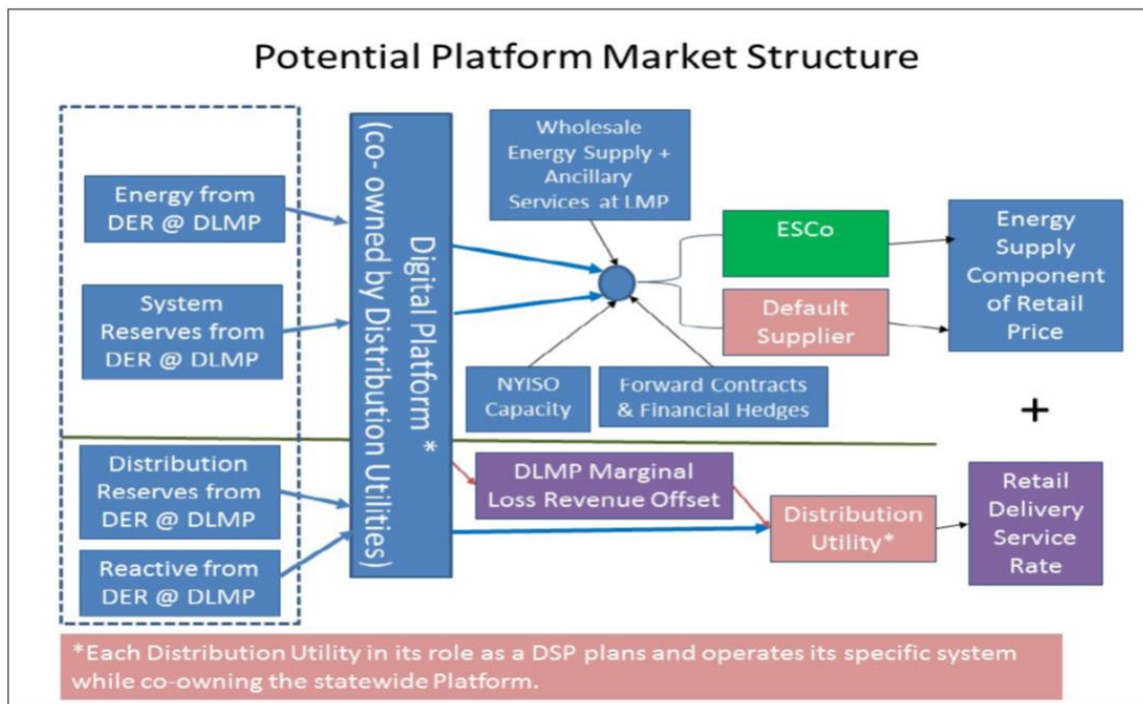 Potential Platform Market Structure
Energy from
DER @ DLMP
System
Reserves from
DER @ DLMP
Distribution
Reserves from
DER @ DLMP
Reactive from
DER @ DLMP
Digital Platform *
(co- owned by Distribution Utilities)
Wholesale
Energy Supply +
Ancillary
Services at LMP
NYISO
Capacity
Forward Contracts
& Financial Hedges
ESCo
Default
Supplier
Energy
Supply
Component
of Retail
Price
+
DLMP Marginal
Loss Revenue Offset
Distribution
Utility*
Retail
Delivery
Service
Rate
*Each Distribution Utility in its role as a DSP plans and operates its specific system
while co-owning the statewide Platform.